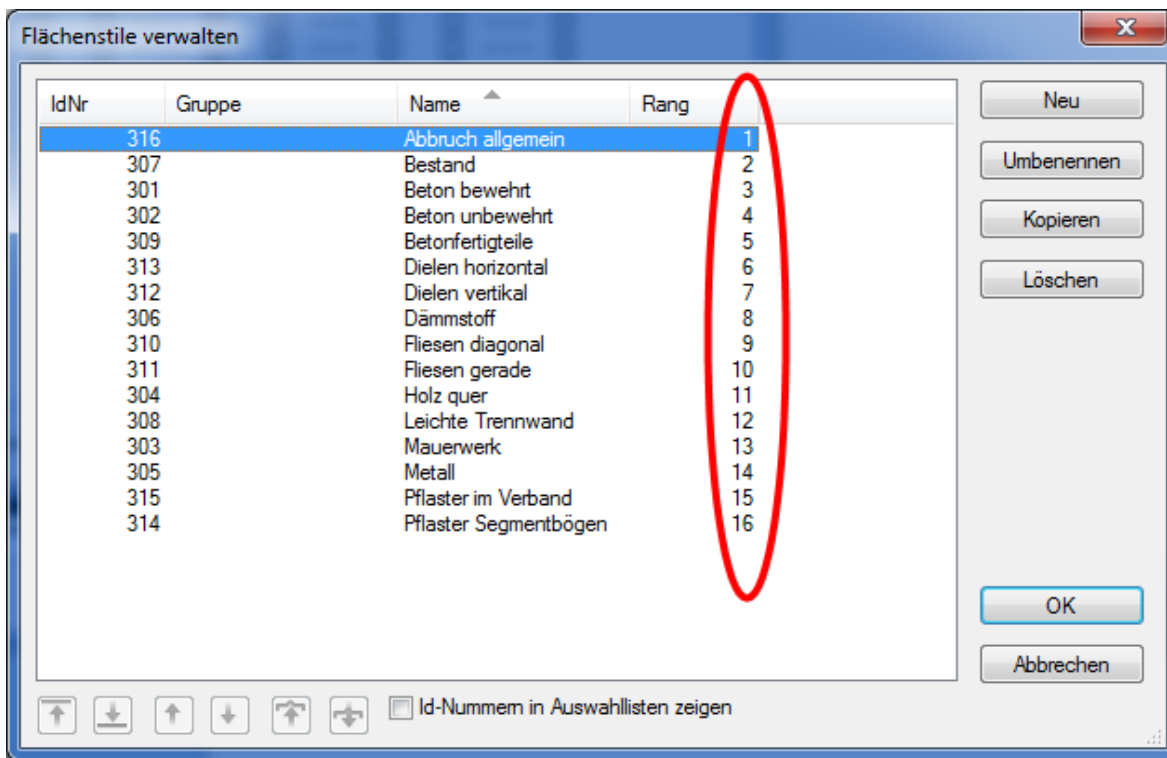 Flächenstile verwalten
IdNr Gruppe Name Rang
316 Abbruch allgemein 1
307 Bestand 2
301 Beton bewehrt 3
302 Beton unbewehrt 4
309 Betonfertigteile 5
313 Dielen horizontal 6
312 Dielen vertikal 7
306 Dämmstoff 8
310 Fliesen diagonal 9
311 Fliesen gerade 10
304 Holz quer 11
308 Leichte Trennwand 12
303 Mauerwerk 13
305 Metall 14
315 Pflaster im Verband 15
314 Pflaster Segmentbögen 16
Neu
Umbenennen
Kopieren
Löschen
OK
Abbrechen
Id-Nummern in Auswahllisten zeigen